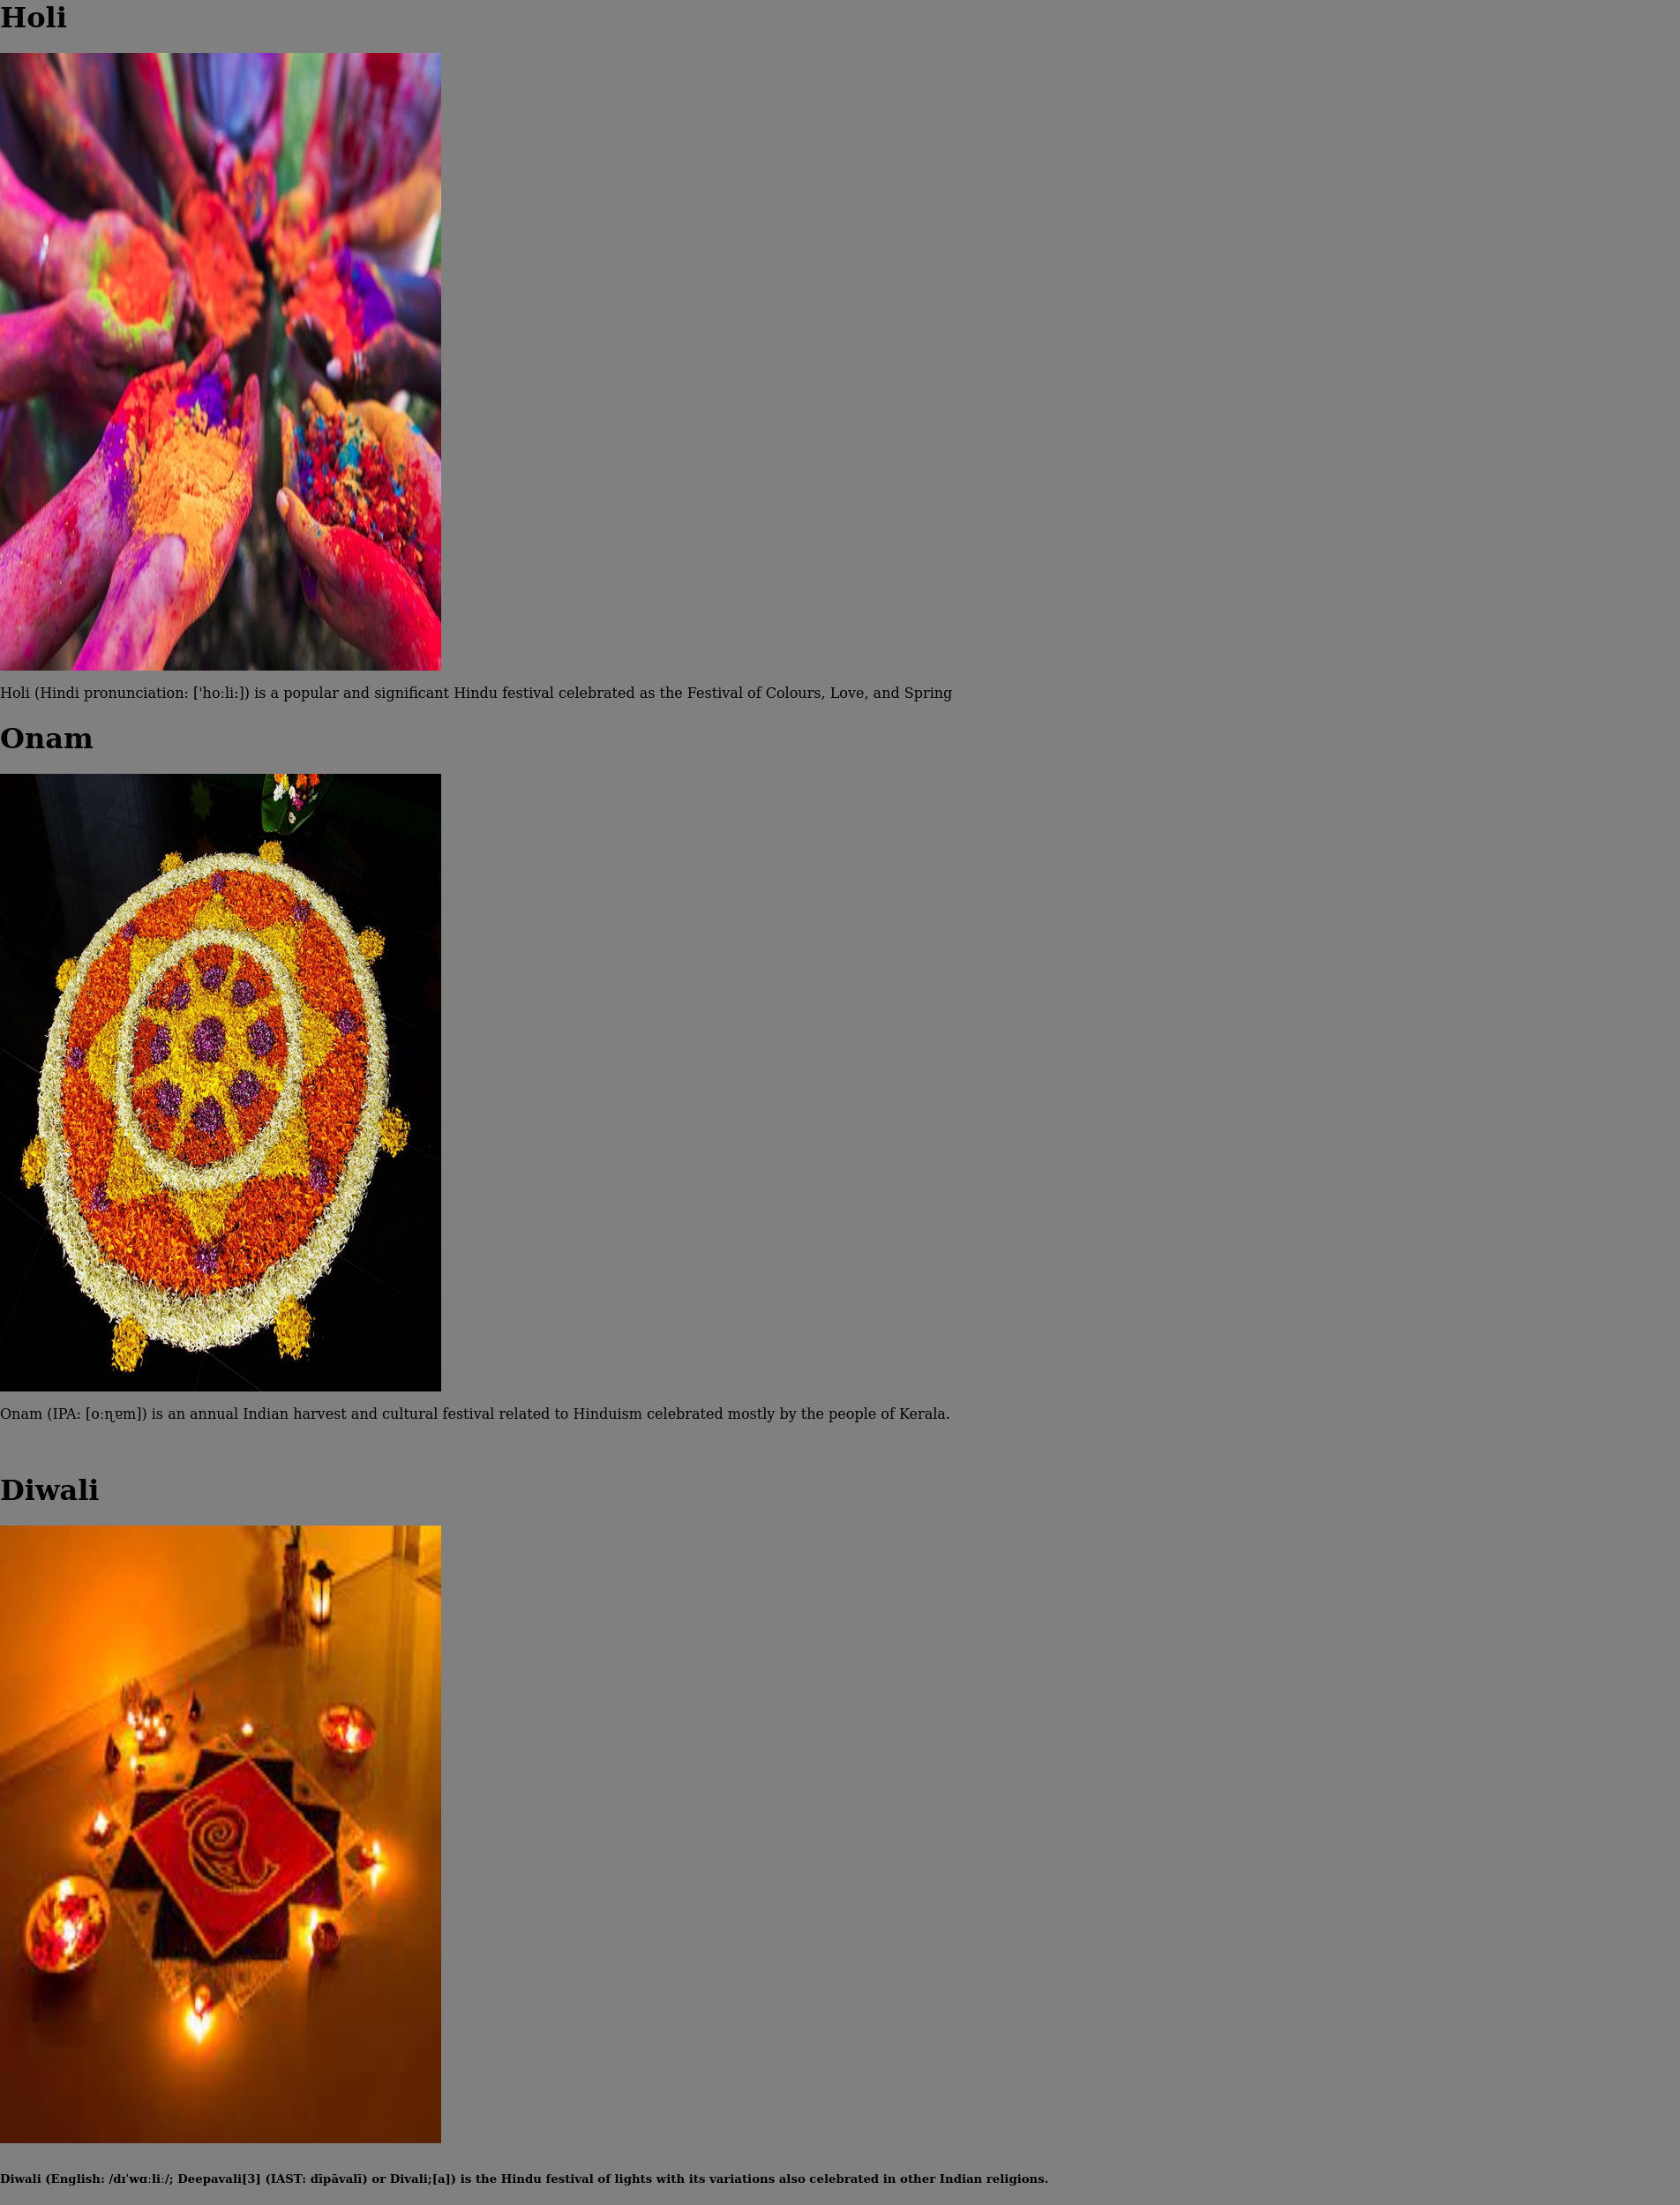 Holi
Holi (Hindi pronunciation: ['hoːliː]) is a popular and significant Hindu festival celebrated as the Festival of Colours, Love, and Spring
Onam
Onam (IPA: [oːɳɐm]) is an annual Indian harvest and cultural festival related to Hinduism celebrated mostly by the people of Kerala.
Diwali
Diwali (English: /dɪˈwɑːliː/; Deepavali[3] (IAST: dīpāvalī) or Divali;[a]) is the Hindu festival of lights with its variations also celebrated in other Indian religions.